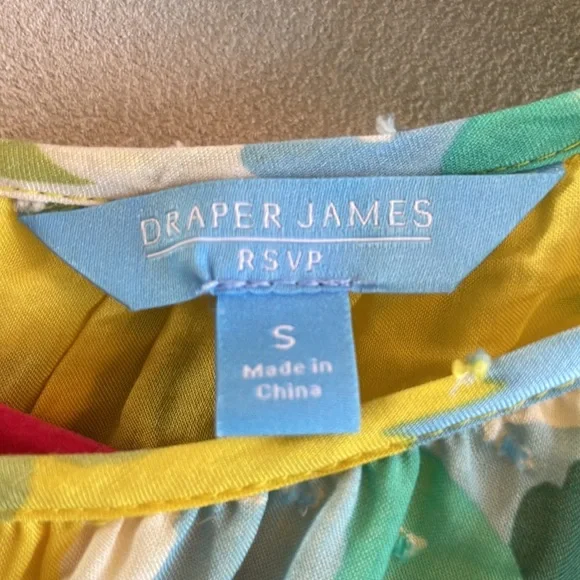 DRAPER JAMES
RSVP
S
Made in
China